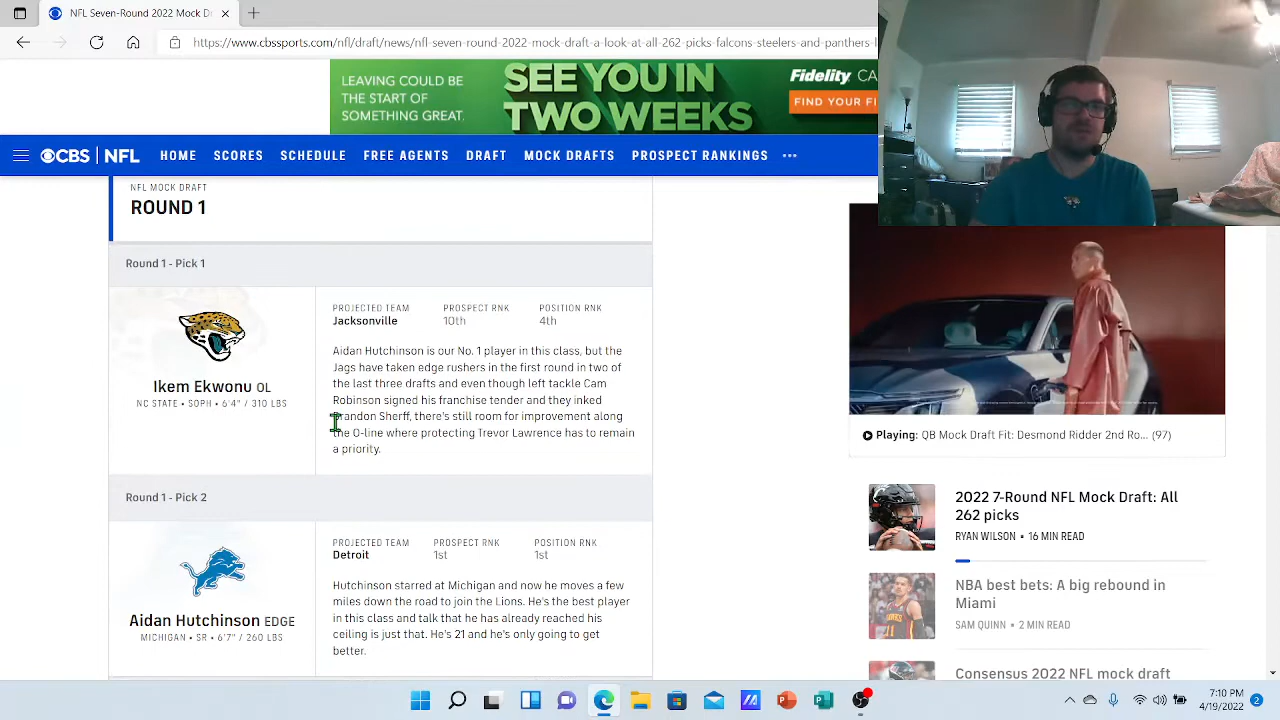 NFL Seven-Round 2022 Mock D
https://www.cbssports.com/nfl/draft/news/nfl-seven-round-2022-mock-draft-a-look-at-all-262-picks-falcons-steelers-and-panther
LEAVING COULD BE
THE START OF
SOMETHING GREAT
SEE YOU IN
TWO WEEKS
Fidelity CA
FIND YOUR FI
CBS NFL HOME SCORES SCHEDULE FREE AGENTS DRAFT MOCK DRAFTS PROSPECT RANKINGS •••
NFL MOCK DRAFT
ROUND 1
Round 1 - Pick 1
Ikem Ekwonu OL
NC STATE • SOPH • 6'4" / 310 LBS
PROJECTED TEAM PROSPECT RNK POSITION RNK
Jacksonville 10th 4th
Aidan Hutchinson is our No. 1 player in this class, but the
Jags have taken edge rushers in the first round in two of
the last three drafts and even though left tackle Cam
Robinson signed his franchise tender and they inked
Brandon Sherff, there's still room for improvement along
the O-line where protecting Trevor Lawrence has to remain
a priority.
Round 1 - Pick 2
Aidan Hutchinson EDGE
MICHIGAN • SR • 6'7" / 260 LBS
PROJECTED TEAM PROSPECT RNK POSITION RNK
Detroit 1st 1st
Hutchinson starred at Michigan and now he moves a few
miles down the road to join the Lions. He's the best player
in this class and talk that he has already reached his
ceiling is just that. He's 21 and is only going to get
better.
Playing: QB Mock Draft Fit: Desmond Ridder 2nd Ro... (97)
2022 7-Round NFL Mock Draft: All
262 picks
RYAN WILSON • 16 MIN READ
NBA best bets: A big rebound in
Miami
SAM QUINN • 2 MIN READ
Consensus 2022 NFL mock draft
7:10 PM
4/19/2022
2